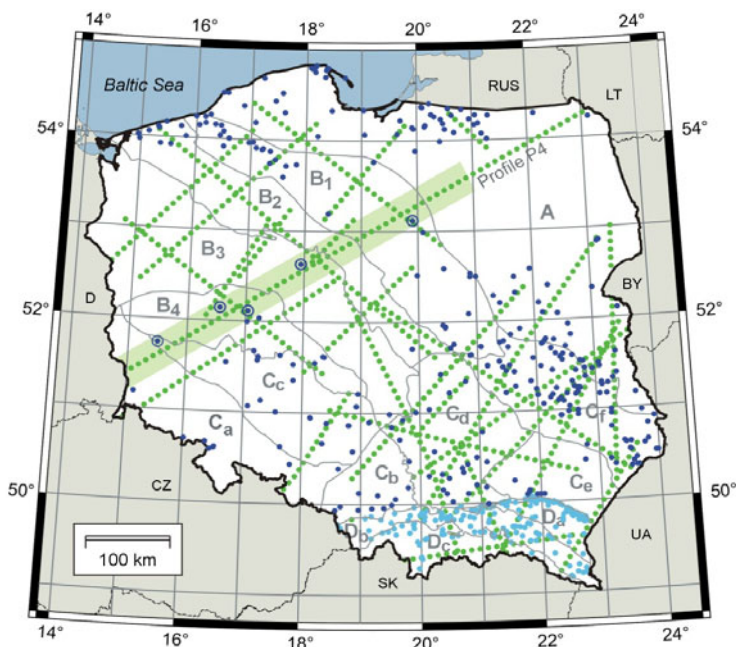 14° 16° 18° 20° 22° 24°
Baltic Sea
RUS
LT
54° 54°
B1
Profile P4
B2
A
B3
BY
D
52° 52°
B4
Cc
Cf
Ca
Cd
Cb
Ce
50° 50°
CZ
Da
Db
Dc
UA
100 km
SK
14° 16° 18° 20° 22° 24°